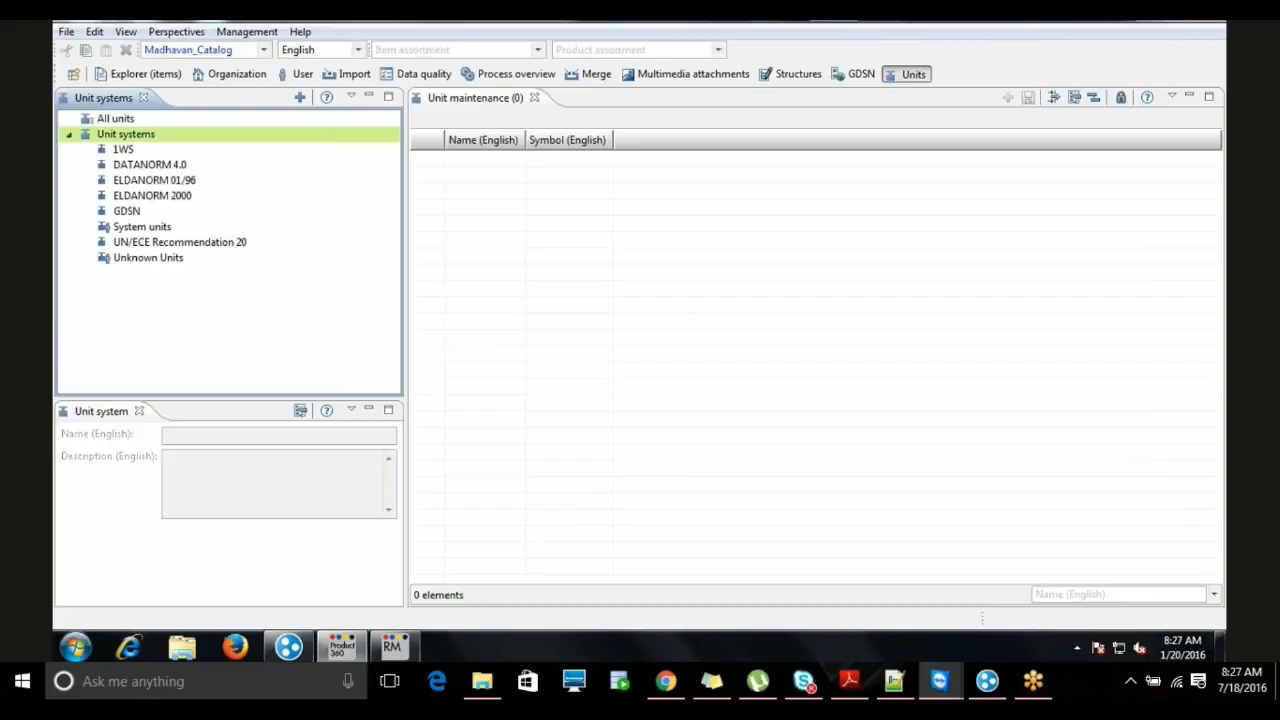 File Edit View Perspectives Management Help
Madhavan_Catalog English Item assortment Product assortment
Explorer (items) Organization User Import Data quality Process overview Merge Multimedia attachments Structures GDSN Units
Unit systems
All units
Unit systems
1WS
DATANORM 4.0
ELDANORM 01/96
ELDANORM 2000
GDSN
System units
UN/ECE Recommendation 20
Unknown Units
Unit maintenance (0)
Name (English) Symbol (English)
Unit system
Name (English):
Description (English):
0 elements
Name (English)
Product 360
RM
8:27 AM
1/20/2016
Ask me anything
8:27 AM
7/18/2016